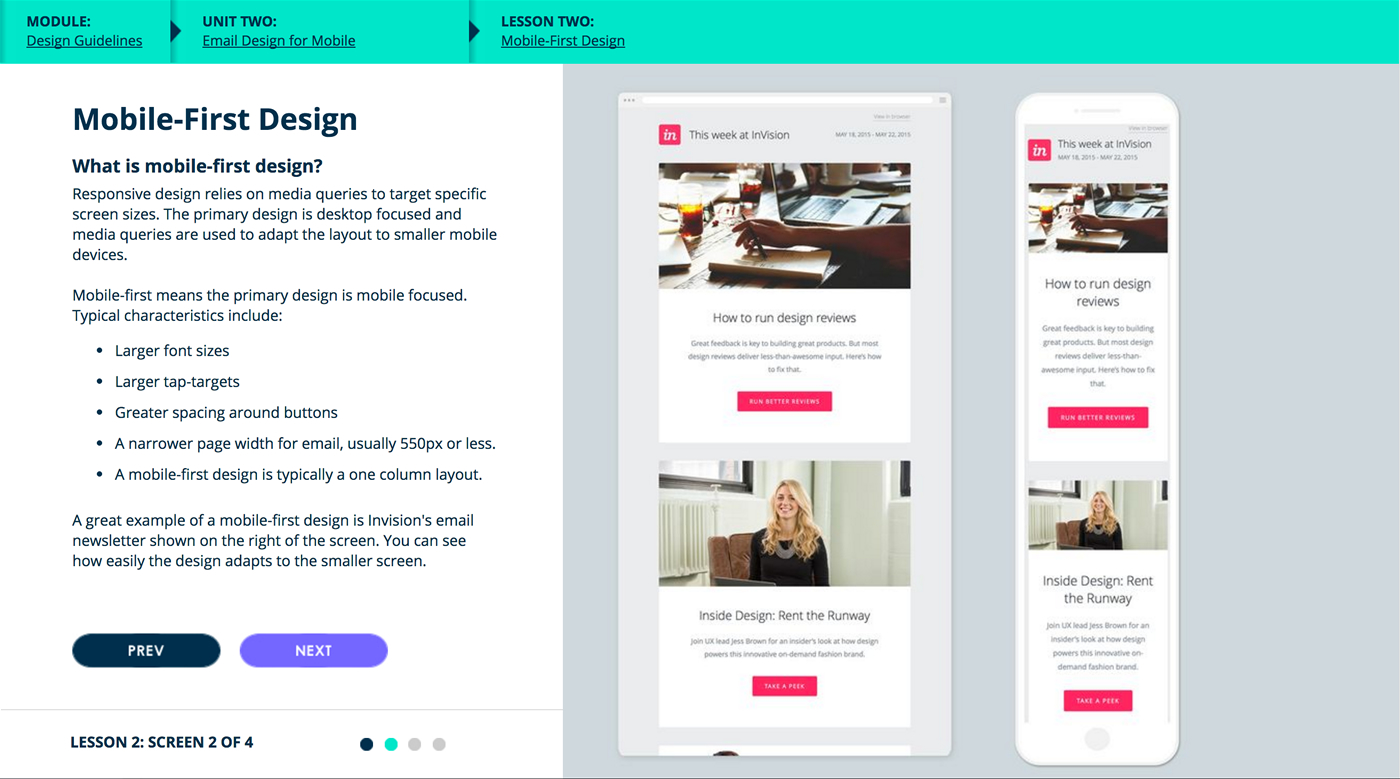 MODULE:
Design Guidelines
UNIT TWO:
Email Design for Mobile
LESSON TWO:
Mobile-First Design
Mobile-First Design
What is mobile-first design?
Responsive design relies on media queries to target specific
screen sizes. The primary design is desktop focused and
media queries are used to adapt the layout to smaller mobile
devices.
Mobile-first means the primary design is mobile focused.
Typical characteristics include:
• Larger font sizes
• Larger tap-targets
• Greater spacing around buttons
• A narrower page width for email, usually 550px or less.
• A mobile-first design is typically a one column layout.
A great example of a mobile-first design is Invision's email
newsletter shown on the right of the screen. You can see
how easily the design adapts to the smaller screen.
PREV
NEXT
LESSON 2: SCREEN 2 OF 4
View in browser
in
This week at InVision
MAY 18, 2015 - MAY 22, 2015
How to run design reviews
Great feedback is key to building great products. But most
design reviews deliver less-than-awesome input. Here's how
to fix that.
RUN BETTER REVIEWS
Inside Design: Rent the Runway
Join UX lead Jess Brown for an insider's look at how design
powers this innovative on-demand fashion brand.
TAKE A PEEK
View in browser
in
This week at InVision
MAY 18, 2015 - MAY 22, 2015
How to run design
reviews
Great feedback is key to building
great products. But most design
reviews deliver less-than-
awesome input. Here's how to fix
that.
RUN BETTER REVIEWS
Inside Design: Rent
the Runway
Join UX lead Jess Brown for an
insider's look at how design
powers this innovative on-
demand fashion brand.
TAKE A PEEK